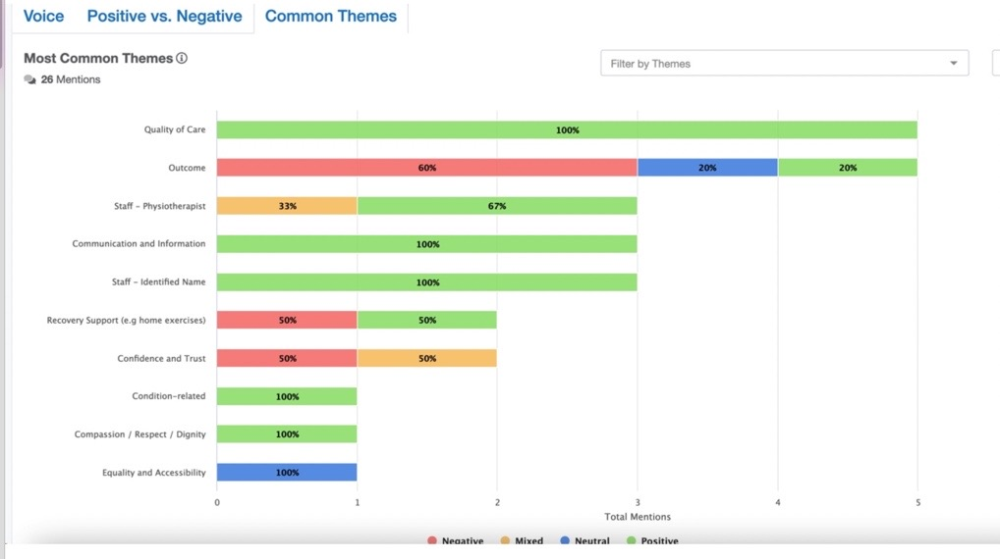 Voice Positive vs. Negative Common Themes
Most Common Themes
Filter by Themes
26 Mentions
Quality of Care 100%
Outcome 60% 20% 20%
Staff – Physiotherapist 33% 67%
Communication and Information 100%
Staff – Identified Name 100%
Recovery Support (e.g home exercises) 50% 50%
Confidence and Trust 50% 50%
Condition-related 100%
Compassion / Respect / Dignity 100%
Equality and Accessibility 100%
0 1 2 3 4 5
Total Mentions
Negative Mixed Neutral Positive